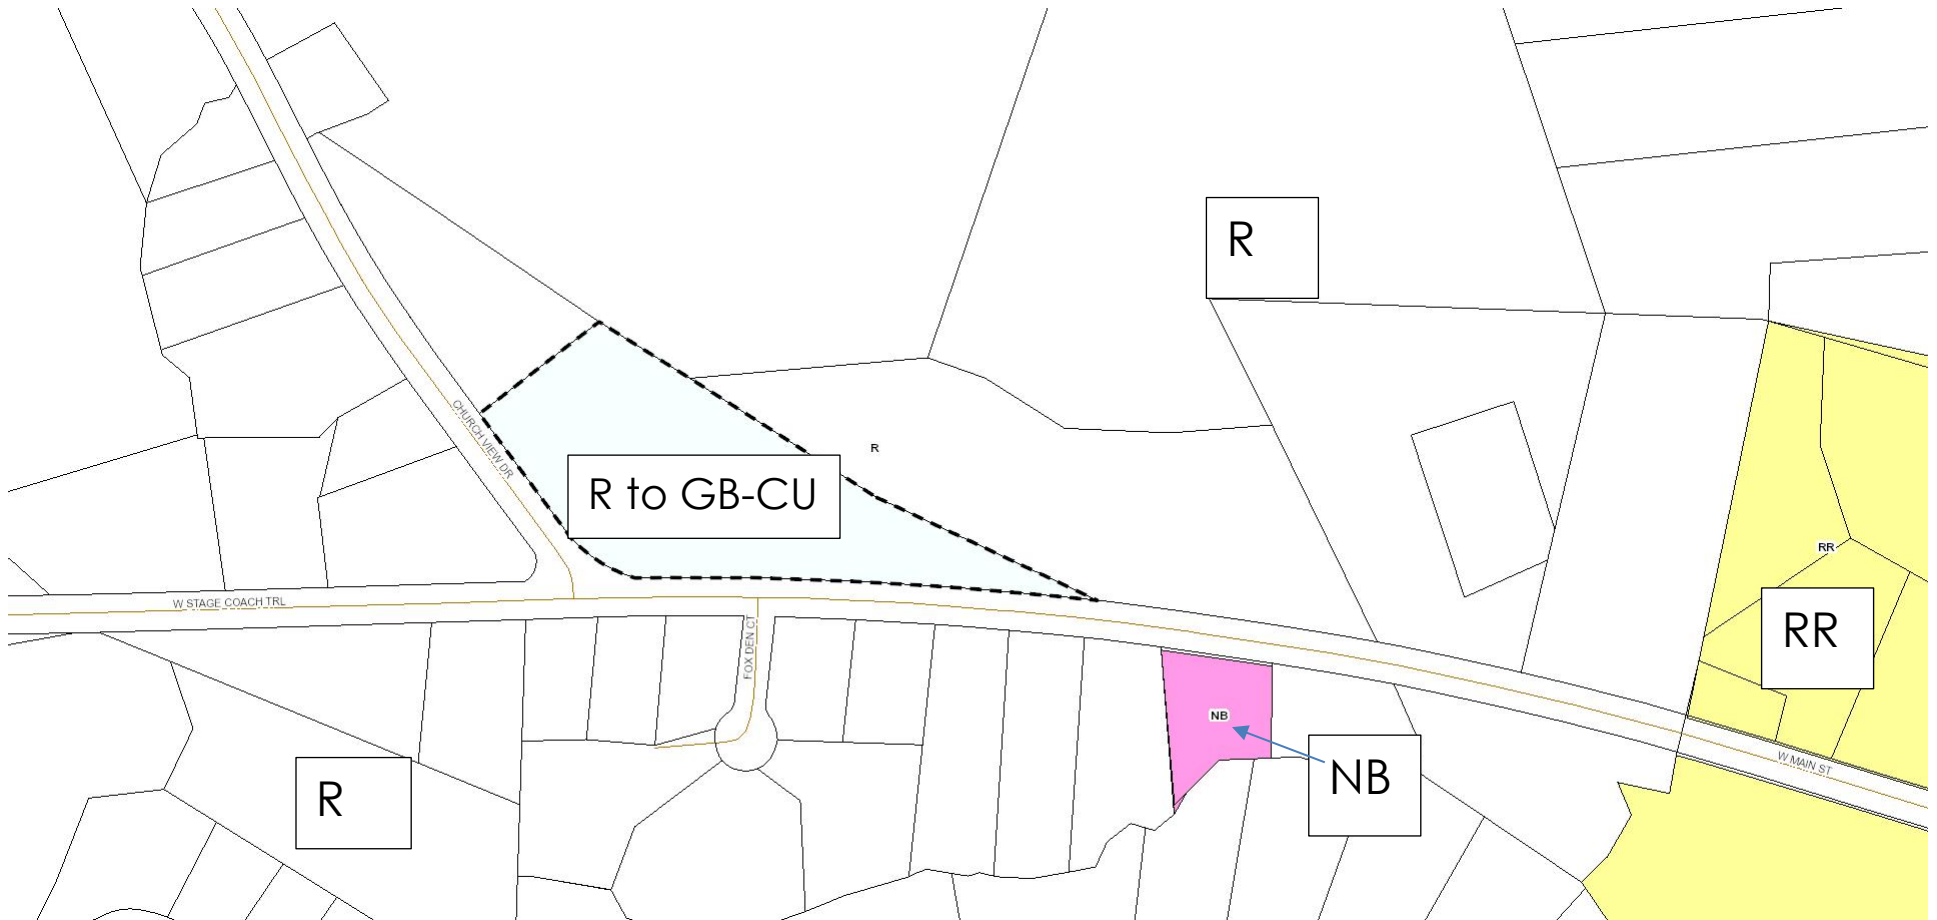 R
CHURCH VIEW DR
R
R to GB-CU
RR
W STAGE COACH TRL
RR
FOX DEN CT
NB
W MAIN ST
NB
R